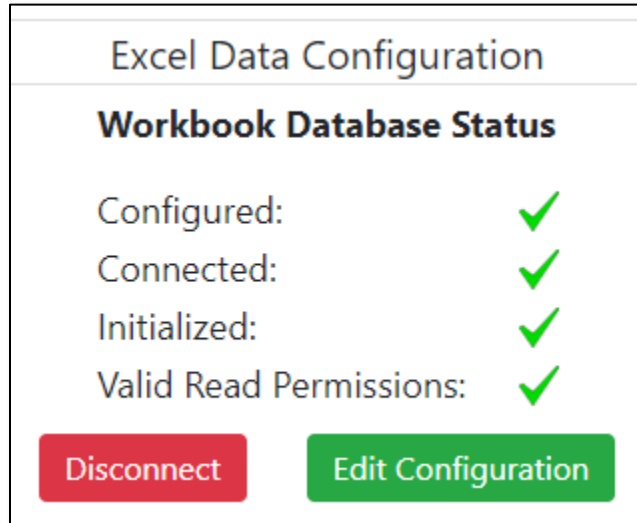 Excel Data Configuration
Workbook Database Status
Configured:
Connected:
Initialized:
Valid Read Permissions:
Disconnect Edit Configuration